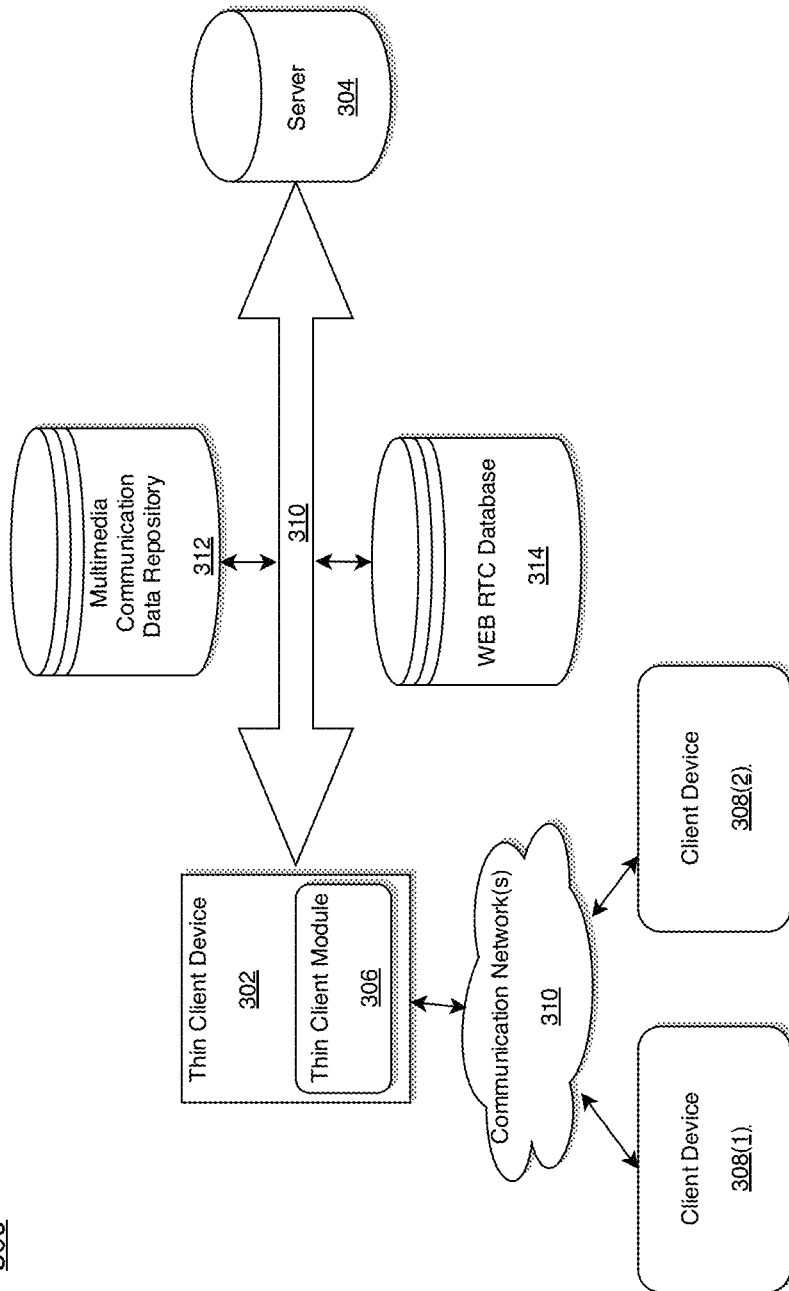 Multimedia
Communication
Data Repository
312
Thin Client Device
302
Thin Client Module
306
310
Server
304
WEB RTC Database
314
Communication Network(s)
310
Client Device
308(1)
Client Device
308(2)